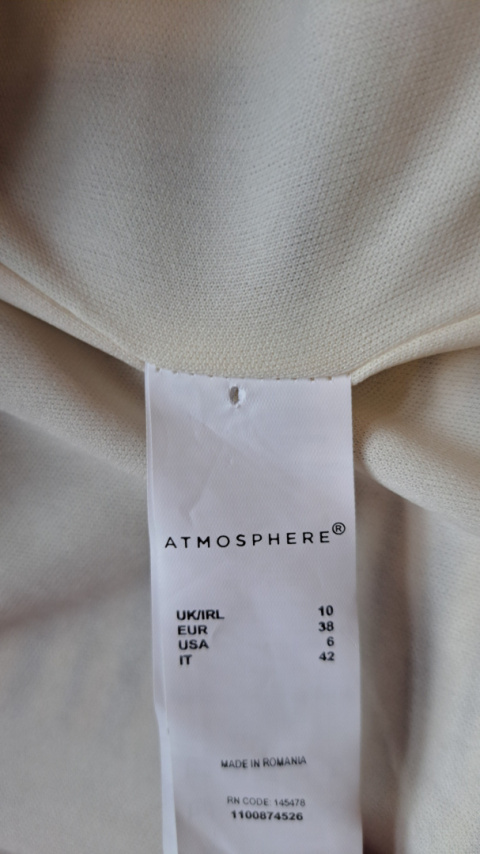 ATMOSPHERE®
UK/IRL 10
EUR 38
USA 6
IT 42
MADE IN ROMANIA
RN CODE 145478
1100874526